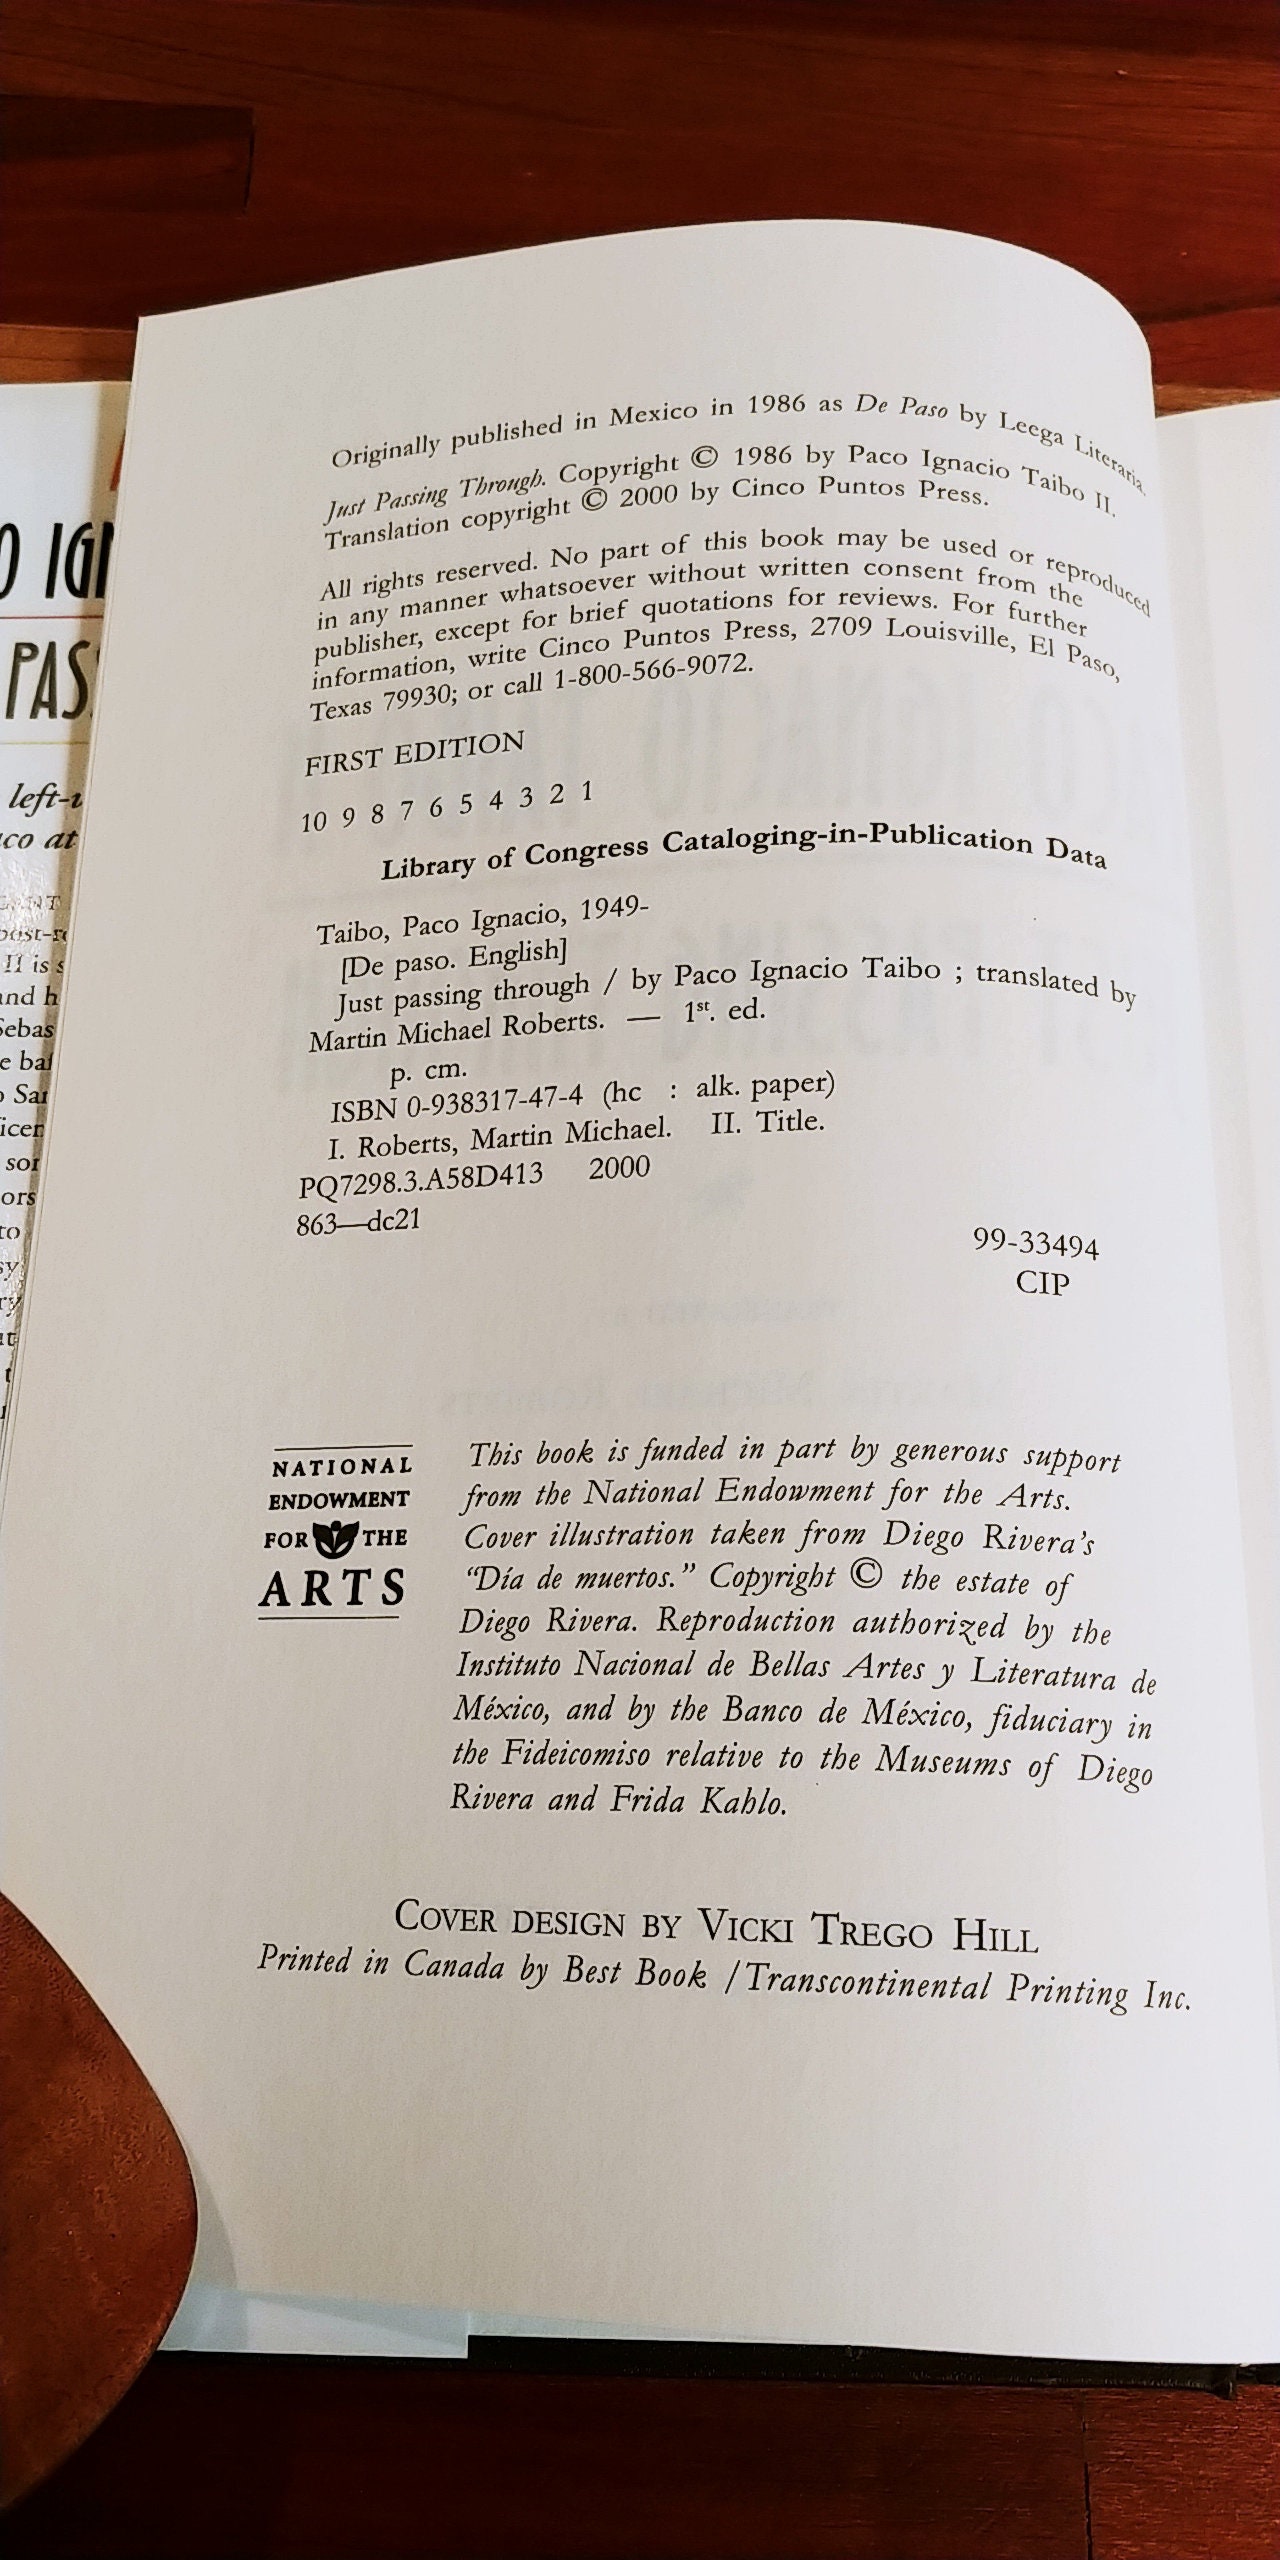 Originally published in Mexico in 1986 as De Paso by Leega Literaria.
Just Passing Through. Copyright © 1986 by Paco Ignacio Taibo II.
Translation copyright © 2000 by Cinco Puntos Press.
All rights reserved. No part of this book may be used or reproduced
in any manner whatsoever without written consent from the
publisher, except for brief quotations for reviews. For further
information, write Cinco Puntos Press, 2709 Louisville, El Paso,
Texas 79930; or call 1-800-566-9072.
FIRST EDITION
10 9 8 7 6 5 4 3 2 1
Library of Congress Cataloging-in-Publication Data
Taibo, Paco Ignacio, 1949-
[De paso. English]
Just passing through / by Paco Ignacio Taibo ; translated by
Martin Michael Roberts. — 1st. ed.
p. cm.
ISBN 0-938317-47-4 (hc : alk. paper)
I. Roberts, Martin Michael. II. Title.
PQ7298.3.A58D413 2000
863—dc21
99-33494
CIP
NATIONAL
ENDOWMENT
FOR THE
ARTS
This book is funded in part by generous support
from the National Endowment for the Arts.
Cover illustration taken from Diego Rivera's
"Día de muertos." Copyright © the estate of
Diego Rivera. Reproduction authorized by the
Instituto Nacional de Bellas Artes y Literatura de
México, and by the Banco de México, fiduciary in
the Fideicomiso relative to the Museums of Diego
Rivera and Frida Kahlo.
COVER DESIGN BY VICKI TREGO HILL
Printed in Canada by Best Book / Transcontinental Printing Inc.